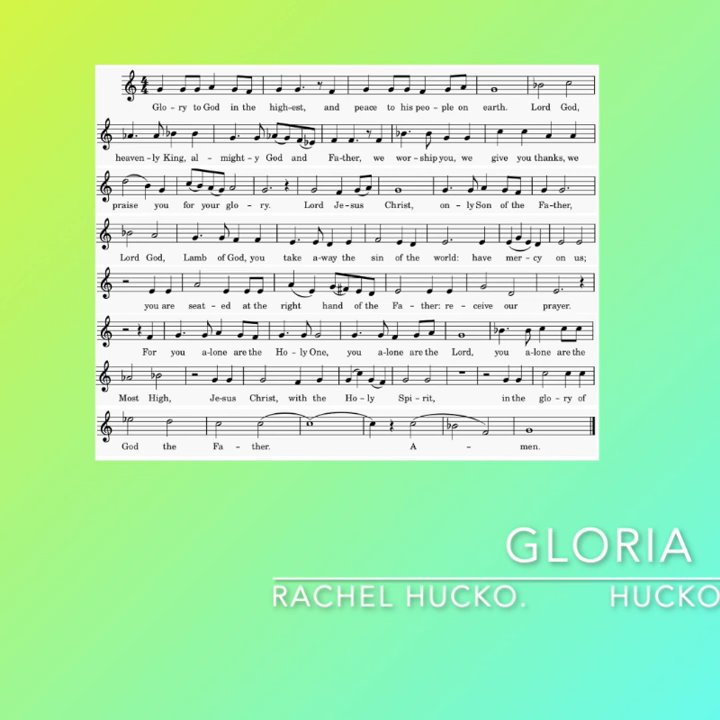 Glo - ry to God in the high-est, and peace to his peo - ple on earth. Lord God,
heaven - ly King, al - might - y God and Fa-ther, we wor - ship you, we give you thanks, we
praise you for your glo - ry. Lord Je - sus Christ, on - ly Son of the Fa-ther,
Lord God, Lamb of God, you take a-way the sin of the world: have mer - cy on us;
you are seat - ed at the right hand of the Fa - ther: re - ceive our prayer.
For you a-lone are the Ho - ly One, you a-lone are the Lord, you a-lone are the
Most High, Je-sus Christ, with the Ho - ly Spi - rit, in the glo - ry of
God the Fa - ther. A - men.
GLORIA
RACHEL HUCKO. HUCKO